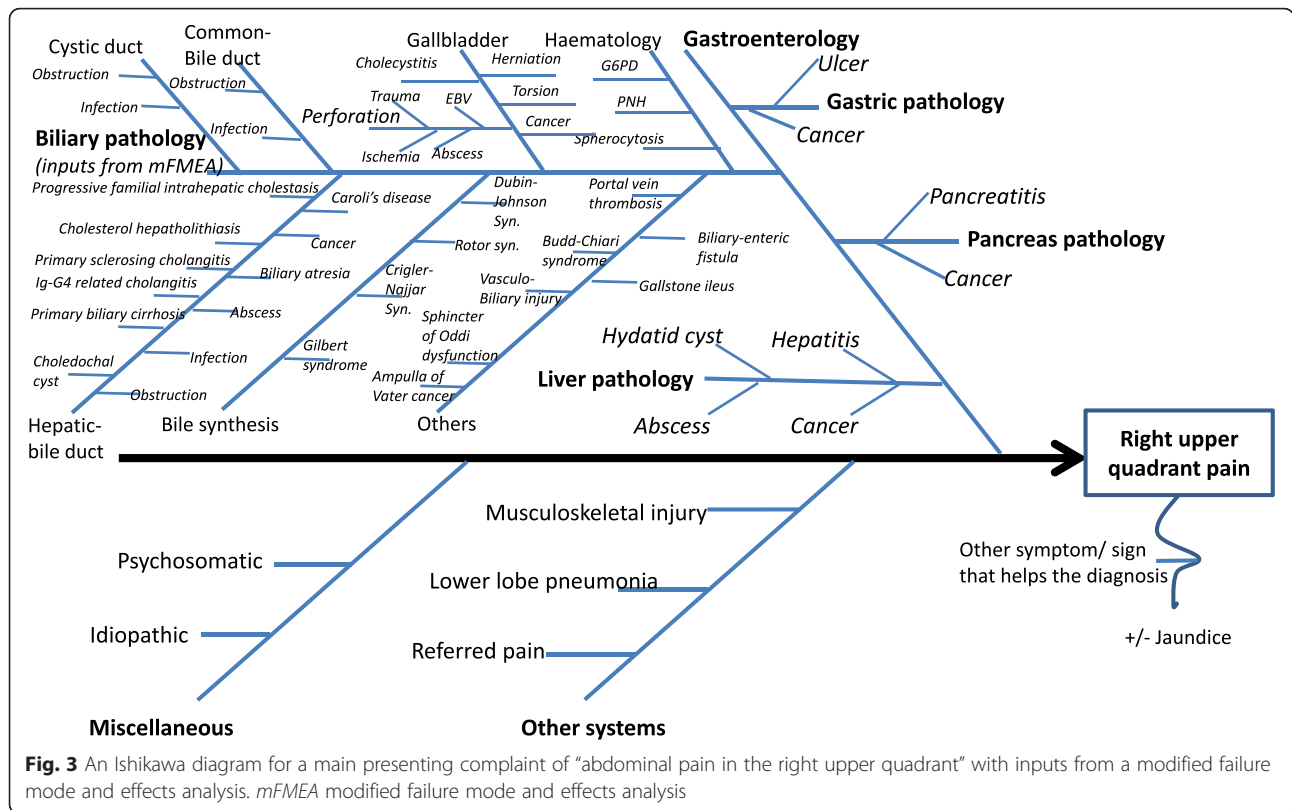 Cystic duct
Obstruction
Infection
Common-
Bile duct
Obstruction
Infection
Gallbladder
Cholecystitis
Herniation
Torsion
Cancer
Perforation
Trauma
EBV
Ischemia
Abscess
Haematology
G6PD
PNH
Spherocytosis
Gastroenterology
Ulcer
Gastric pathology
Cancer
Biliary pathology
(inputs from mFMEA)
Progressive familial intrahepatic cholestasis
Caroli's disease
Cholesterol hepatholithiasis
Cancer
Primary sclerosing cholangitis
Biliary atresia
Ig-G4 related cholangitis
Abscess
Primary biliary cirrhosis
Infection
Choledochal
cyst
Obstruction
Hepatic-
bile duct
Dubin-
Johnson
Syn.
Rotor syn.
Crigler-
Najjar
Syn.
Gilbert
syndrome
Bile synthesis
Portal vein
thrombosis
Budd-Chiari
syndrome
Biliary-enteric
fistula
Vasculo-
Biliary injury
Gallstone ileus
Sphincter
of Oddi
dysfunction
Ampulla of
Vater cancer
Others
Pancreatitis
Pancreas pathology
Cancer
Hydatid cyst
Hepatitis
Liver pathology
Abscess
Cancer
Right upper
quadrant pain
Other symptom/ sign
that helps the diagnosis
+/- Jaundice
Psychosomatic
Idiopathic
Miscellaneous
Musculoskeletal injury
Lower lobe pneumonia
Referred pain
Other systems
Fig. 3 An Ishikawa diagram for a main presenting complaint of "abdominal pain in the right upper quadrant" with inputs from a modified failure
mode and effects analysis. mFMEA modified failure mode and effects analysis